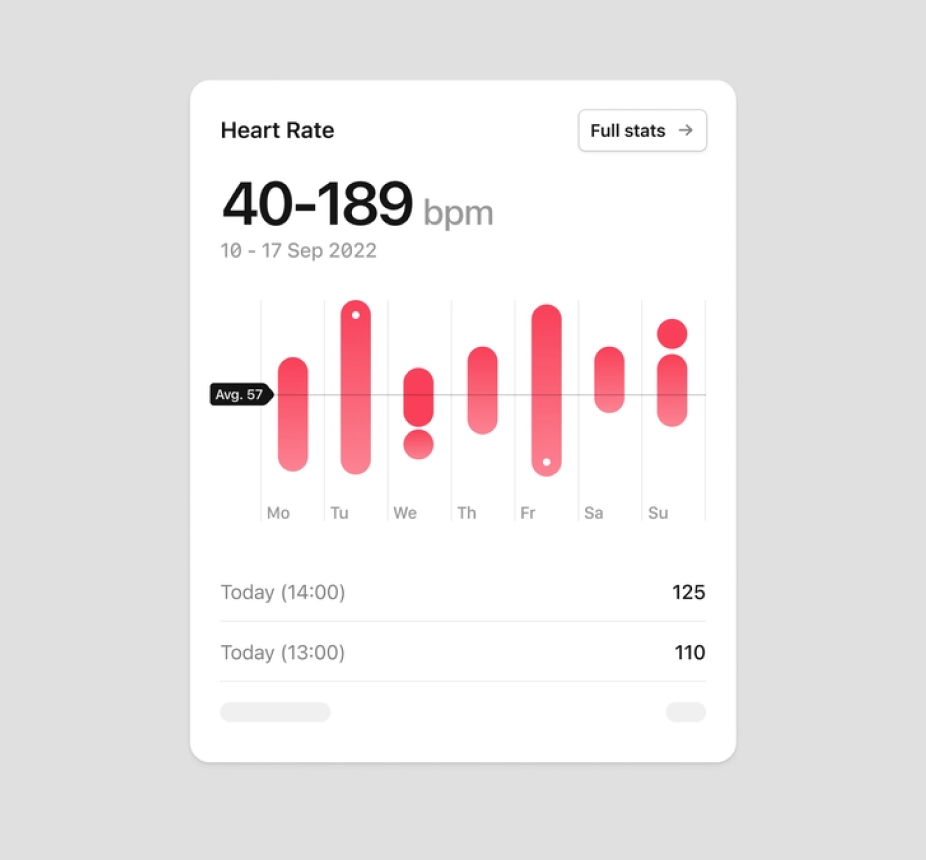 Heart Rate
Full stats →
40-189 bpm
10 - 17 Sep 2022
Avg. 57
Mo Tu We Th Fr Sa Su
Today (14:00) 125
Today (13:00) 110